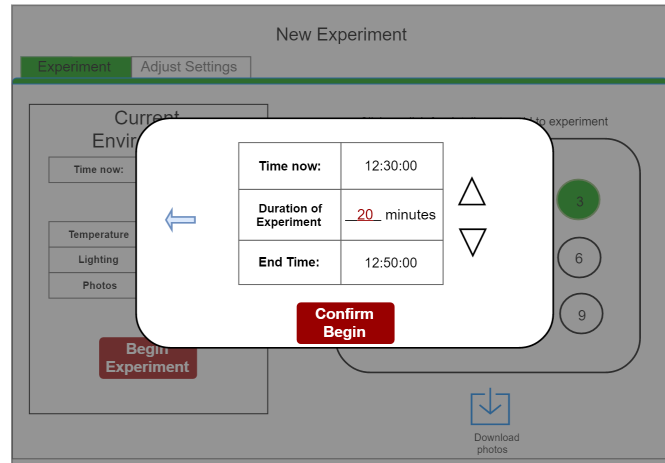 New Experiment
Experiment
Adjust Settings
Current
to experiment
Time now:
Temperature
Lighting
Photos
Begin
Experiment
Time now:
12:30:00
Duration of
Experiment
20 minutes
End Time:
12:50:00
Confirm
Begin
3
6
9
Download
photos